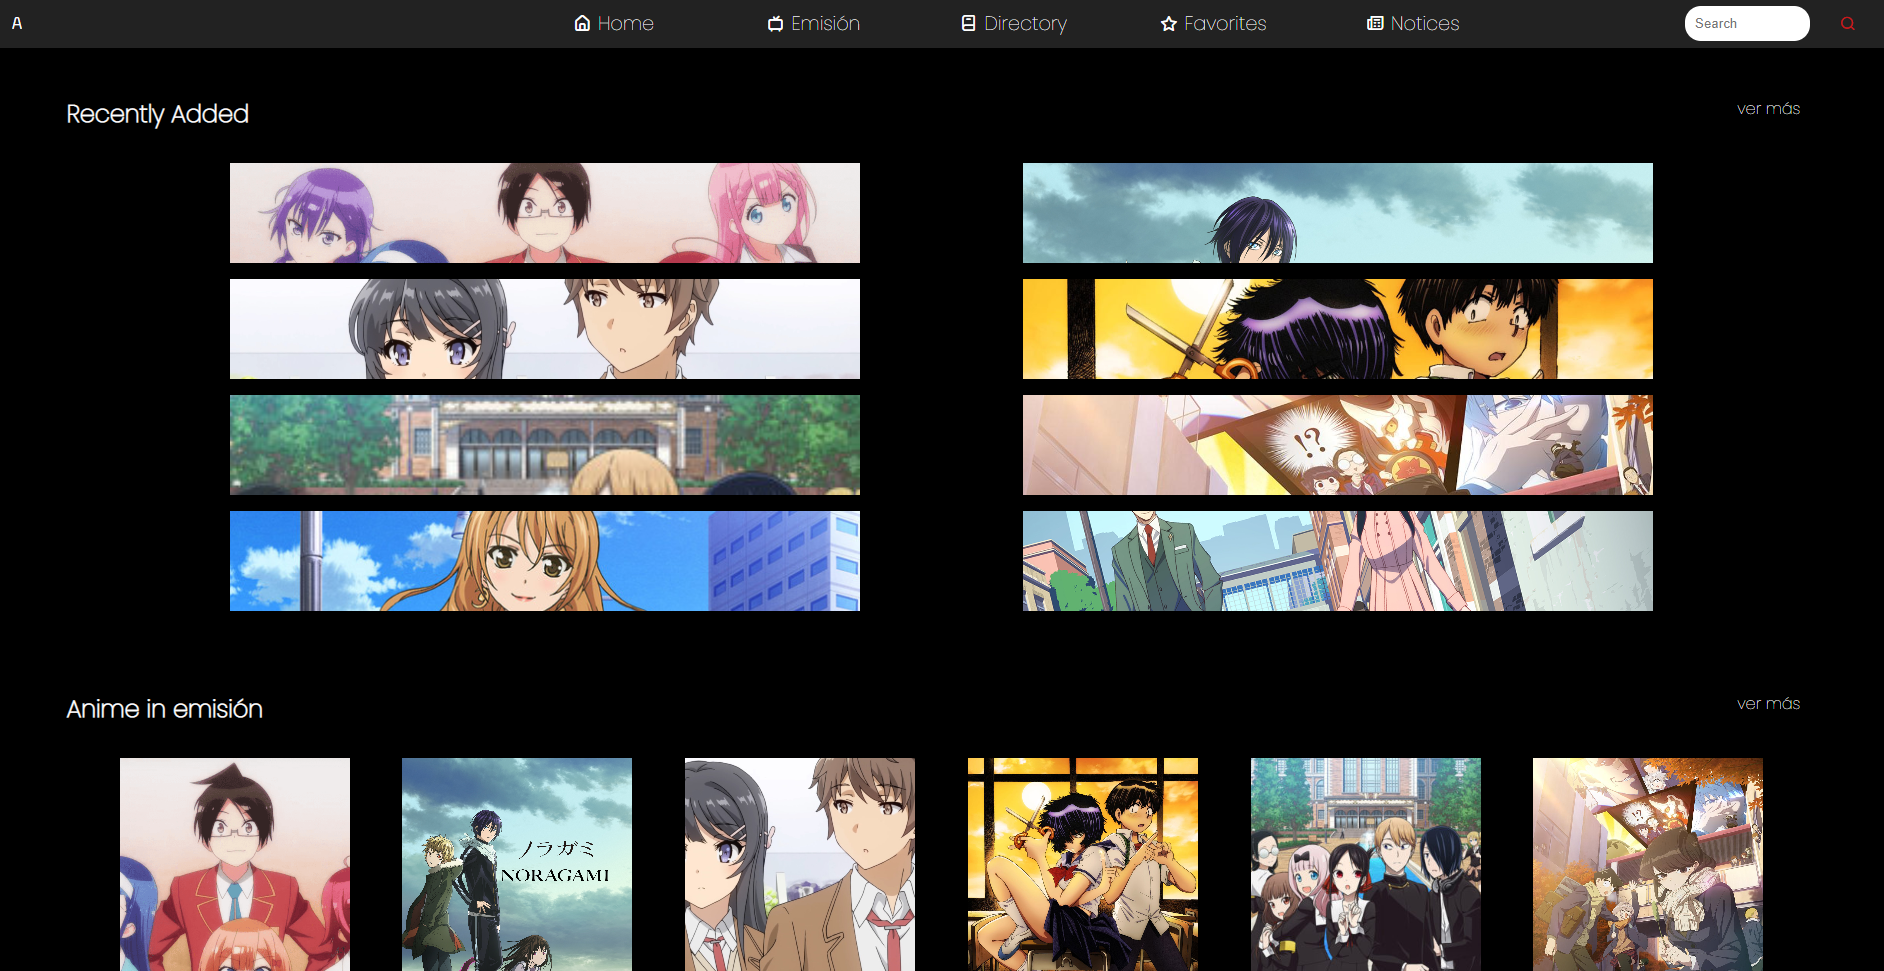 A
Home
Emisión
Directory
Favorites
Notices
Search
Recently Added
ver más
!?
Anime in emisión
ver más
ノラガミ
NORAGAMI
!?